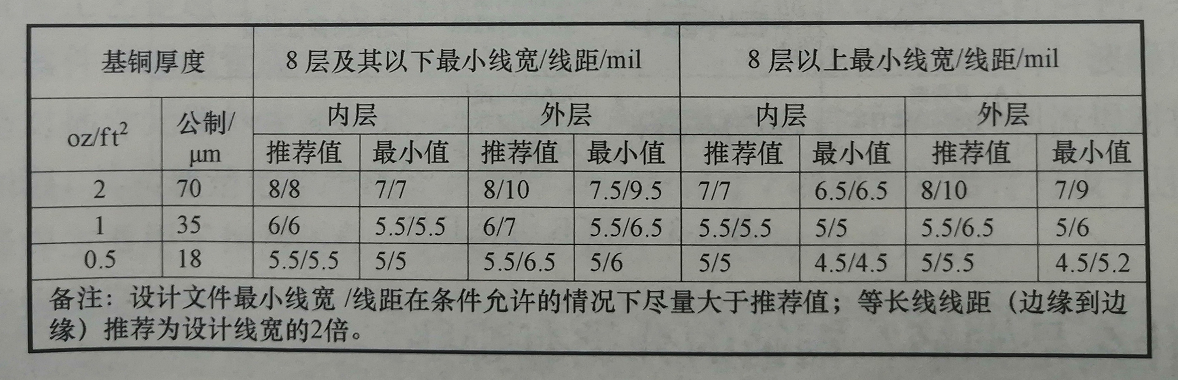 基铜厚度 8层及其以下最小线宽/线距/mil 8层以上最小线宽/线距/mil
oz/ft² 公制/μm 内层 外层 内层 外层
推荐值 最小值 推荐值 最小值 推荐值 最小值 推荐值 最小值
2 70 8/8 7/7 8/10 7.5/9.5 7/7 6.5/6.5 8/10 7/9
1 35 6/6 5.5/5.5 6/7 5.5/6.5 5.5/5.5 5/5 5.5/6.5 5/6
0.5 18 5.5/5.5 5/5 5.5/6.5 5/6 5/5 4.5/4.5 5/5.5 4.5/5.2
备注：设计文件最小线宽 /线距在条件允许的情况下尽量大于推荐值；等长线线距（边缘到边
缘）推荐为设计线宽的2倍。